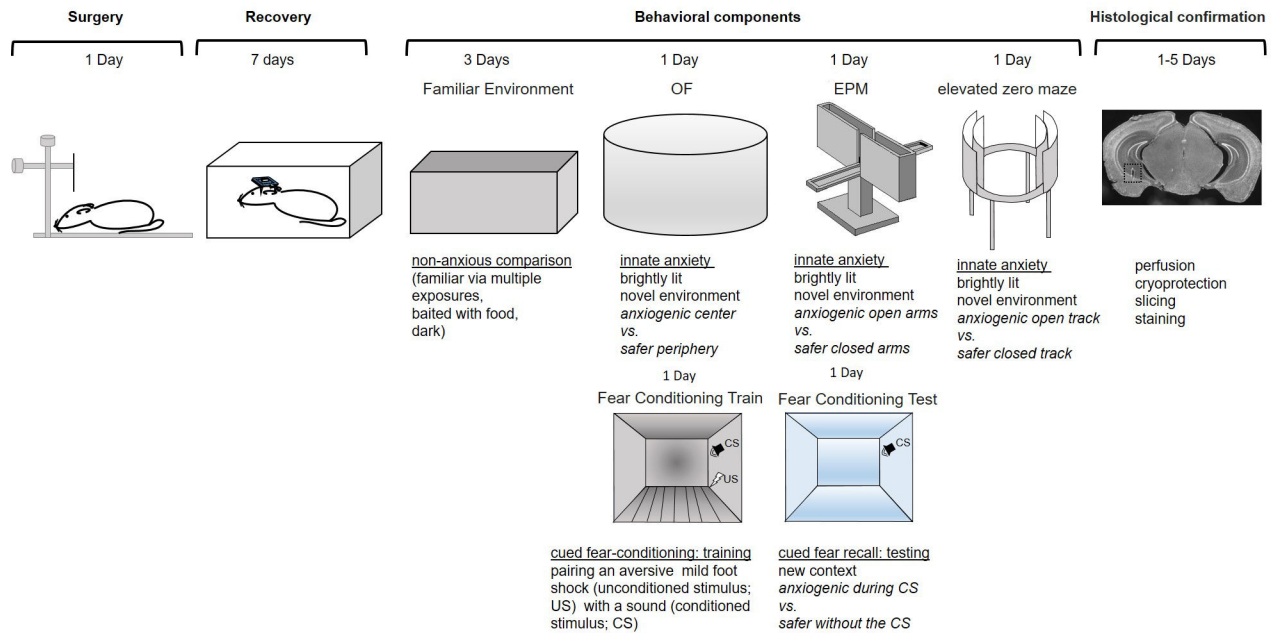 Surgery
Recovery
Behavioral components
Histological confirmation
1 Day
7 days
3 Days
1 Day
1 Day
1 Day
1-5 Days
Familiar Environment
OF
EPM
elevated zero maze
non-anxious comparison
(familiar via multiple
exposures,
baited with food,
dark)
innate anxiety
brightly lit
novel environment
anxiogenic center
vs.
safer periphery
innate anxiety
brightly lit
novel environment
anxiogenic open arms
vs.
safer closed arms
innate anxiety
brightly lit
novel environment
anxiogenic open track
vs.
safer closed track
perfusion
cryoprotection
slicing
staining
1 Day
Fear Conditioning Train
CS
US
cued fear-conditioning: training
pairing an aversive mild foot
shock (unconditioned stimulus;
US) with a sound (conditioned
stimulus; CS)
1 Day
Fear Conditioning Test
CS
cued fear recall: testing
new context
anxiogenic during CS
vs.
safer without the CS